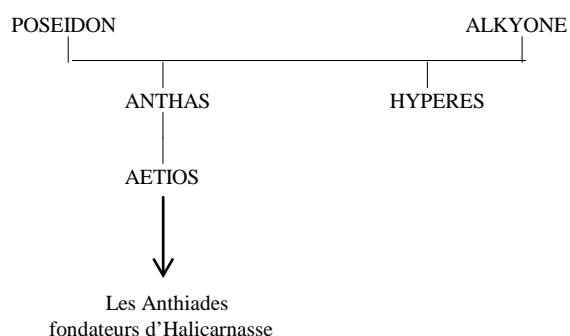 POSEIDON ALKYONE
ANTHAS HYPERES
AETIOS
Les Anthiades
fondateurs d'Halicarnasse